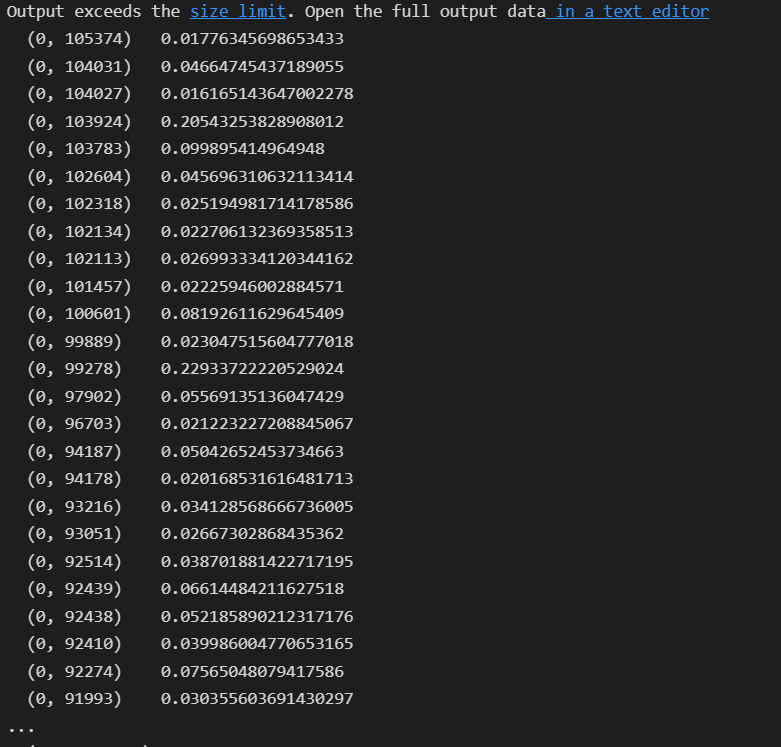 Output exceeds the size limit. Open the full output data in a text editor
(0, 105374) 0.01776345698653433
(0, 104031) 0.04664745437189055
(0, 104027) 0.016165143647002278
(0, 103924) 0.20543253828908012
(0, 103783) 0.099895414964948
(0, 102604) 0.045696310632113414
(0, 102318) 0.025194981714178586
(0, 102134) 0.022706132369358513
(0, 102113) 0.026993334120344162
(0, 101457) 0.02225946002884571
(0, 100601) 0.08192611629645409
(0, 99889) 0.023047515604777018
(0, 99278) 0.22933722220529024
(0, 97902) 0.05569135136047429
(0, 96703) 0.021223227208845067
(0, 94187) 0.05042652453734663
(0, 94178) 0.020168531616481713
(0, 93216) 0.034128568666736005
(0, 93051) 0.02667302868435362
(0, 92514) 0.038701881422717195
(0, 92439) 0.06614484211627518
(0, 92438) 0.052185890212317176
(0, 92410) 0.039986004770653165
(0, 92274) 0.07565048079417586
(0, 91993) 0.030355603691430297
...